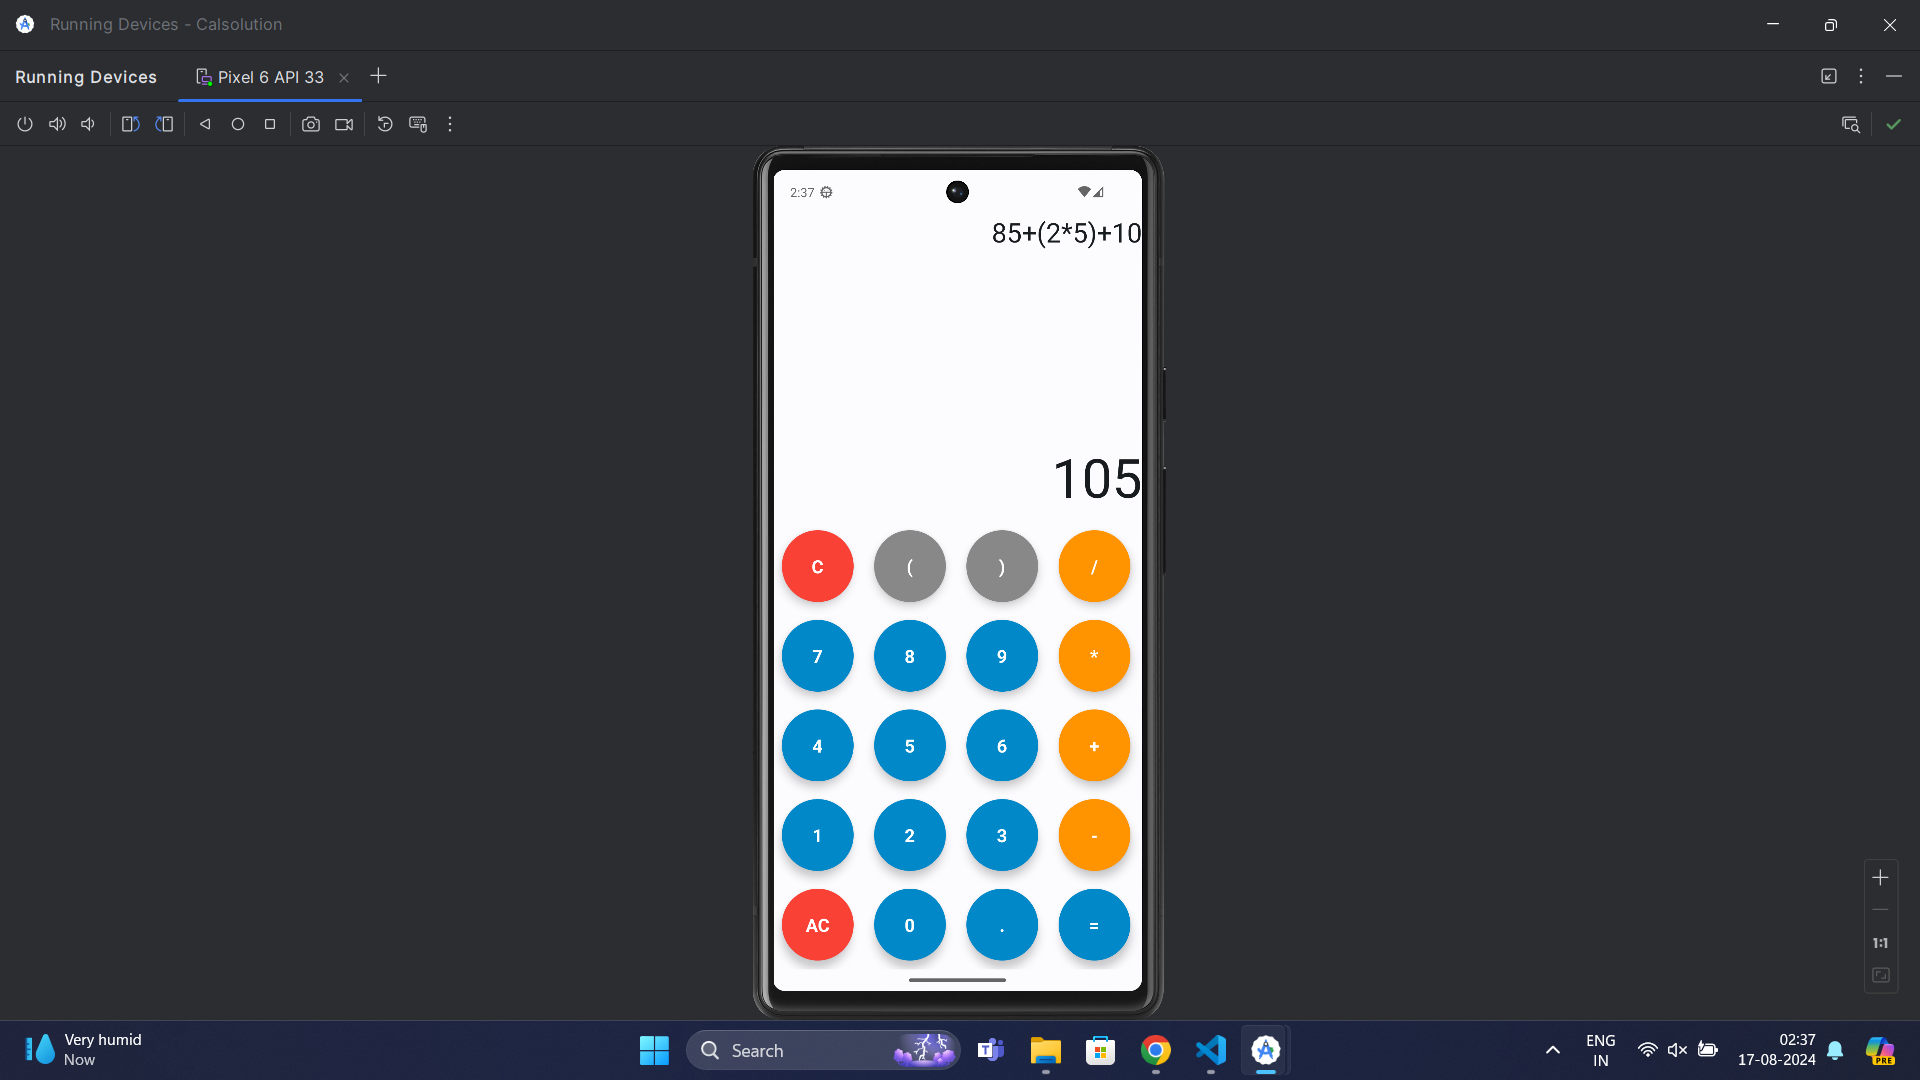 Running Devices - Calsolution
Running Devices
Pixel 6 API 33
2:37
85+(2*5)+10
105
C ( ) /
7 8 9 *
4 5 6 +
1 2 3 -
AC 0 . =
1:1
Very humid
Now
Search
ENG
IN
02:37
17-08-2024
PRE